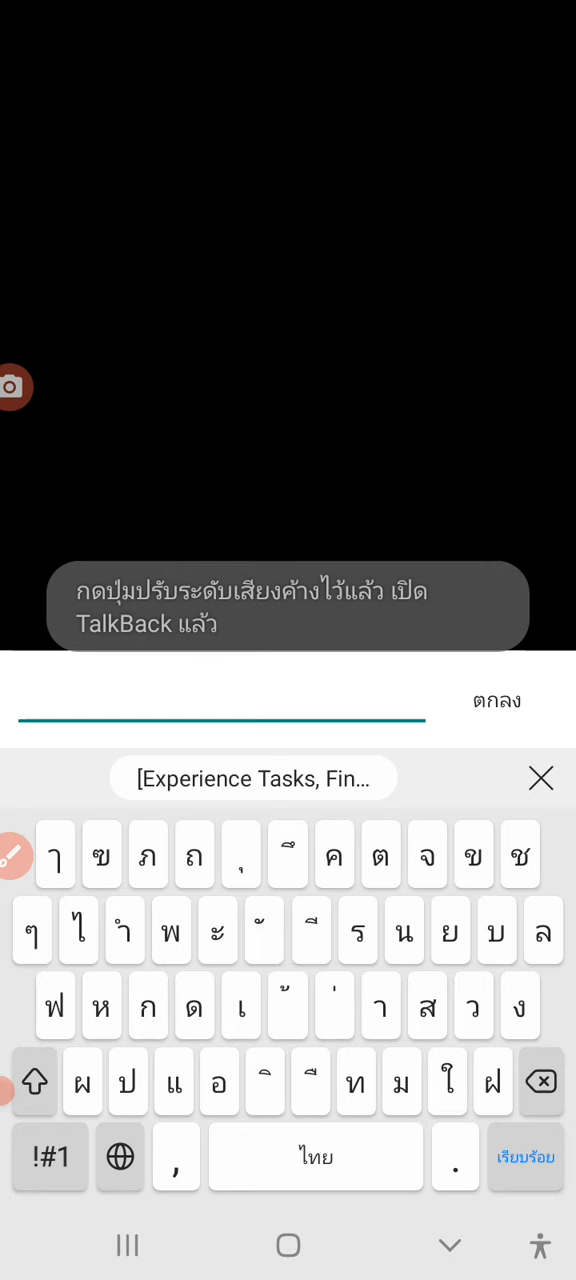 กดปุ่มปรับระดับเสียงค้างไว้แล้ว เปิด
TalkBack แล้ว
ตกลง
[Experience Tasks, Fin...
ๅ ฃ ภ ถ ุ ึ ค ต จ ข ช
ๆ ไ ำ พ ะ ั ี ร น ย บ ล
ฟ ห ก ด เ ้ ่ า ส ว ง
ผ ป แ อ ิ ื ท ม ใ ฝ
!#1 , ไทย . เรียบร้อย